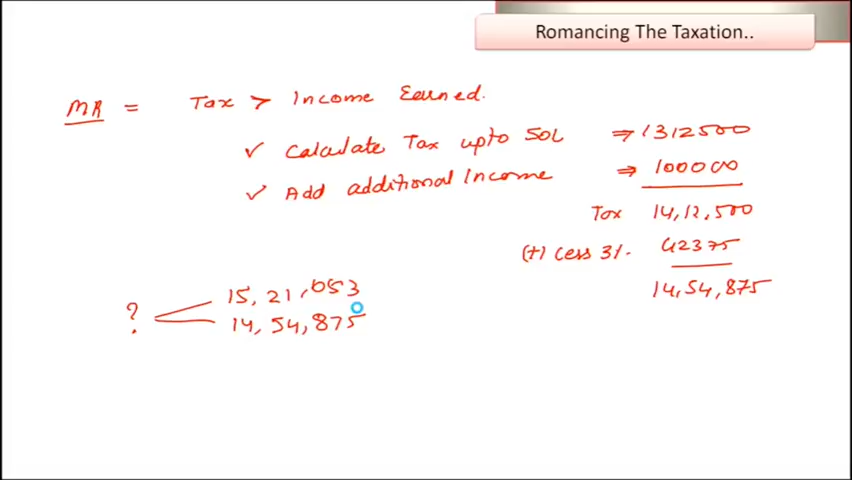 Romancing The Taxation..
MR = Tax > Income Earned.
✓ Calculate Tax upto 50L ⇒ 1312500
✓ Add additional Income ⇒ 100000
Tax 14,12,500
(+) Cess 3%. 42375
14,54,875
? 15,21,053
14,54,875